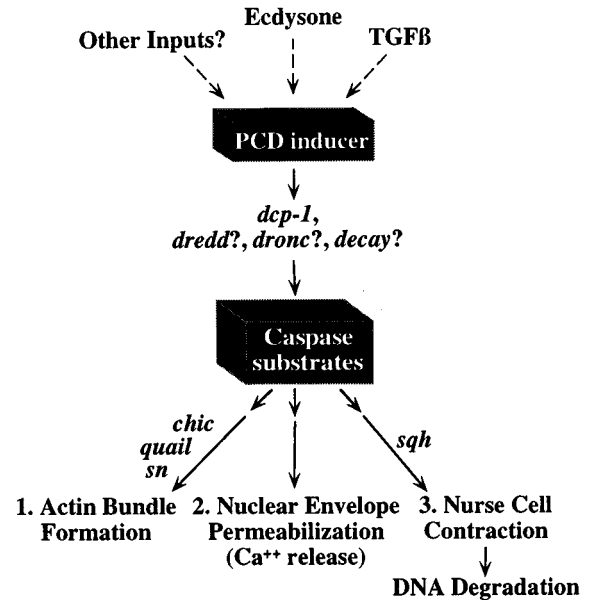 Ecdysone
Other Inputs?
TGFß
PCD inducer
dcp-1,
dredd?, dronc?, decay?
Caspase
substrates
chic
quail
sn
sqh
1. Actin Bundle
Formation
2. Nuclear Envelope
Permeabilization
(Ca++ release)
3. Nurse Cell
Contraction
DNA Degradation